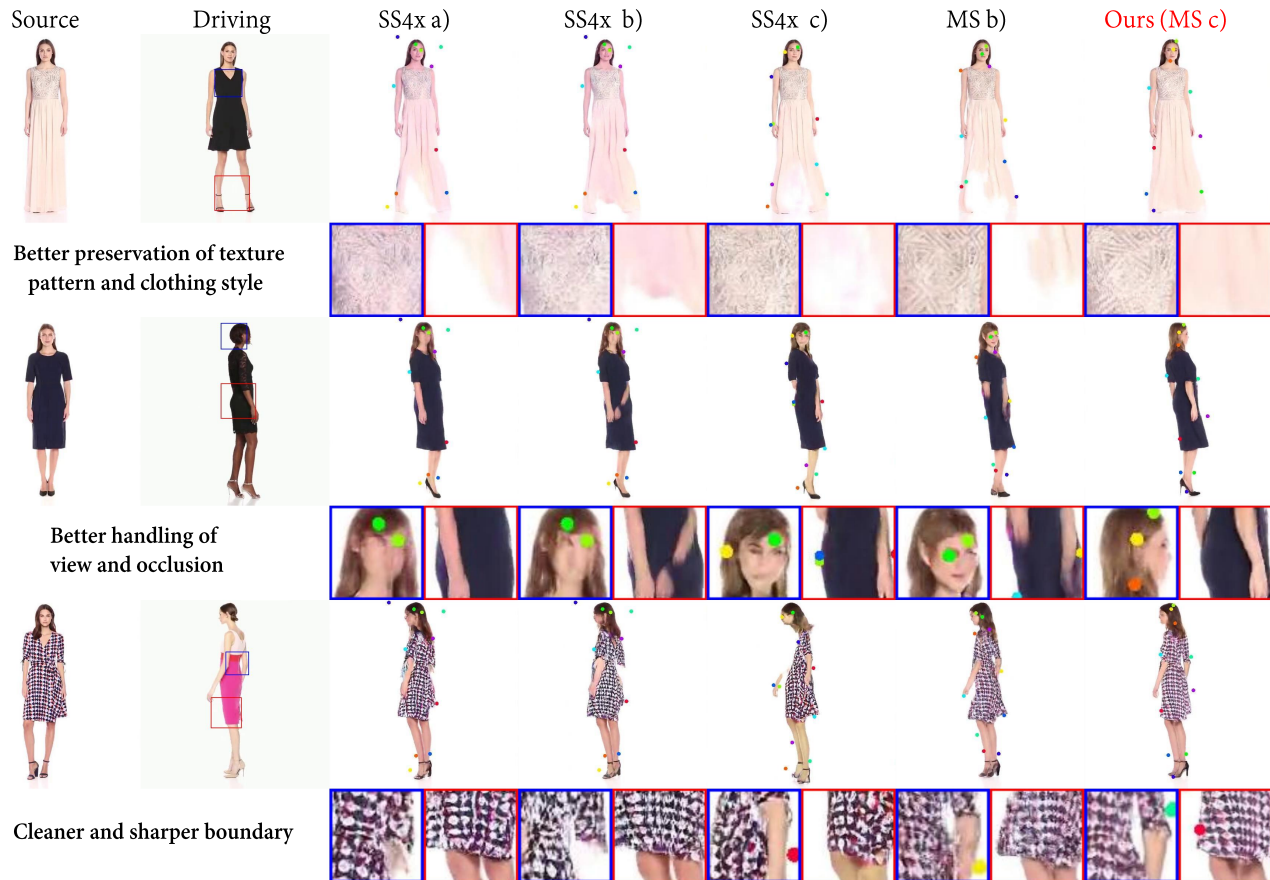 Source Driving SS4x a) SS4x b) SS4x c) MS b) Ours (MS c)
Better preservation of texture
pattern and clothing style
Better handling of
view and occlusion
Cleaner and sharper boundary